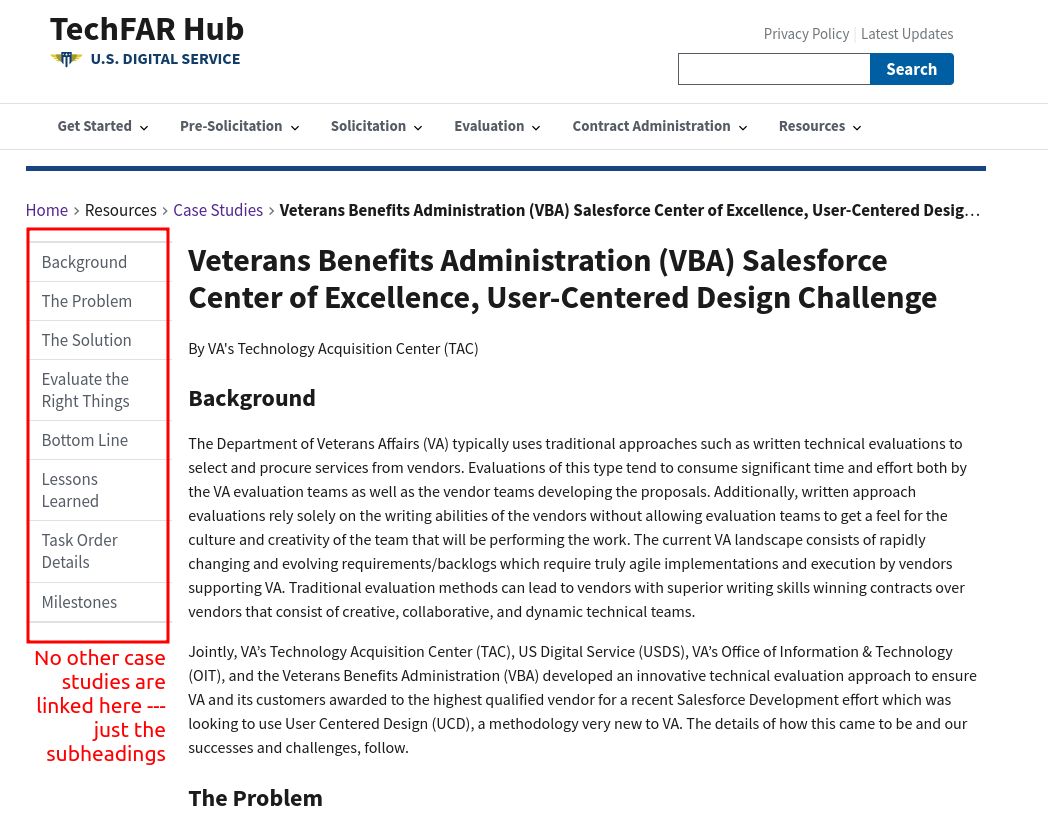 TechFAR Hub
U.S. DIGITAL SERVICE
Privacy Policy | Latest Updates
Search
Get Started Pre-Solicitation Solicitation Evaluation Contract Administration Resources
Home > Resources > Case Studies > Veterans Benefits Administration (VBA) Salesforce Center of Excellence, User-Centered Desig…
Background
The Problem
The Solution
Evaluate the
Right Things
Bottom Line
Lessons
Learned
Task Order
Details
Milestones
No other case
studies are
linked here ---
just the
subheadings
Veterans Benefits Administration (VBA) Salesforce
Center of Excellence, User-Centered Design Challenge
By VA's Technology Acquisition Center (TAC)
Background
The Department of Veterans Affairs (VA) typically uses traditional approaches such as written technical evaluations to
select and procure services from vendors. Evaluations of this type tend to consume significant time and effort both by
the VA evaluation teams as well as the vendor teams developing the proposals. Additionally, written approach
evaluations rely solely on the writing abilities of the vendors without allowing evaluation teams to get a feel for the
culture and creativity of the team that will be performing the work. The current VA landscape consists of rapidly
changing and evolving requirements/backlogs which require truly agile implementations and execution by vendors
supporting VA. Traditional evaluation methods can lead to vendors with superior writing skills winning contracts over
vendors that consist of creative, collaborative, and dynamic technical teams.
Jointly, VA’s Technology Acquisition Center (TAC), US Digital Service (USDS), VA’s Office of Information & Technology
(OIT), and the Veterans Benefits Administration (VBA) developed an innovative technical evaluation approach to ensure
VA and its customers awarded to the highest qualified vendor for a recent Salesforce Development effort which was
looking to use User Centered Design (UCD), a methodology very new to VA. The details of how this came to be and our
successes and challenges, follow.
The Problem